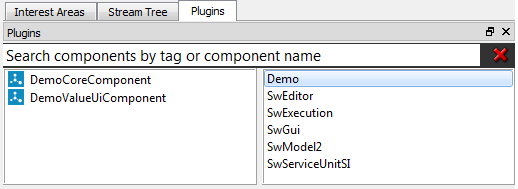 Interest Areas Stream Tree Plugins
Plugins
Search components by tag or component name
DemoCoreComponent
DemoValueUiComponent
Demo
SwEditor
SwExecution
SwGui
SwModel2
SwServiceUnitSI